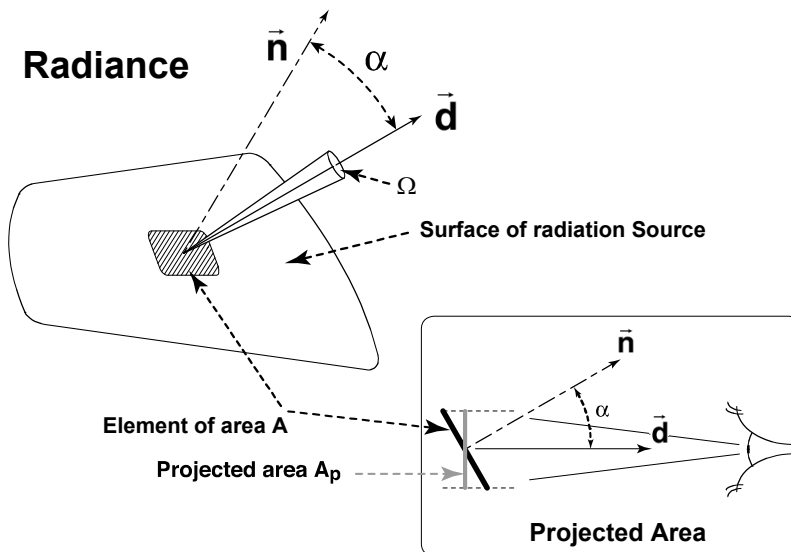 Radiance
n⃗
α
d⃗
Ω
Surface of radiation Source
Element of area A
Projected area Aₚ
n⃗
α
d⃗
Projected Area